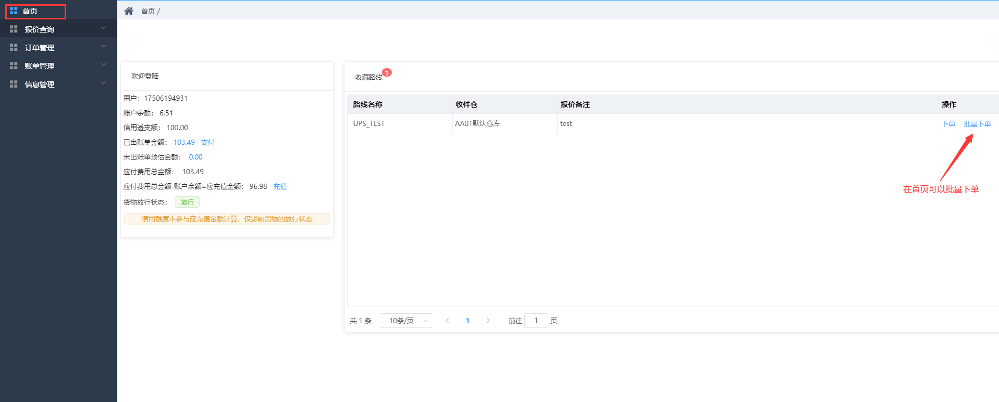 首页
报价查询
订单管理
账单管理
信息管理
首页 /
欢迎登陆
用户：17506194931
账户余额： 6.51
信用透支额： 100.00
已出账单金额： 103.49 支付
未出账单预估金额： 0.00
应付费用总金额： 103.49
应付费用总金额-账户余额=应充值金额： 96.98 充值
货物放行状态： 放行
信用额度不参与应充值金额计算，仅影响货物的放行状态
收藏路线 1
路线名称 收件仓 报价备注 操作
UPS_TEST AA01默认仓库 test 下单 批量下单
在首页可以批量下单
共 1 条 10条/页 1 前往 1 页